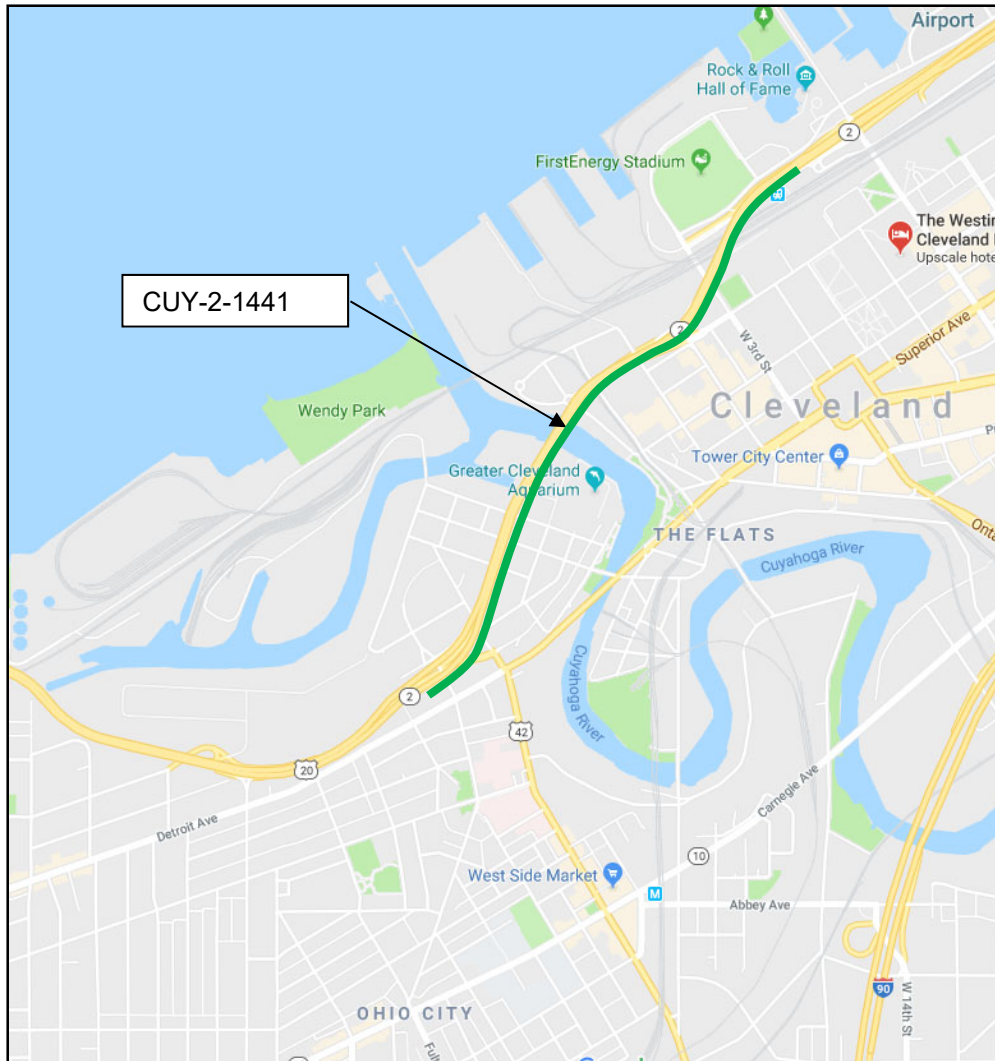 Airport
Rock & Roll
Hall of Fame
2
FirstEnergy Stadium
The Westin
Cleveland
Upscale hote
CUY-2-1441
2
W 3rd St
Superior Ave
Wendy Park
Cleveland
Tower City Center
Greater Cleveland
Aquarium
THE FLATS
Cuyahoga River
Cuyahoga
River
2
42
20
Carnegie Ave
Detroit Ave
10
West Side Market
M
Abbey Ave
90
W 14th St
OHIO CITY